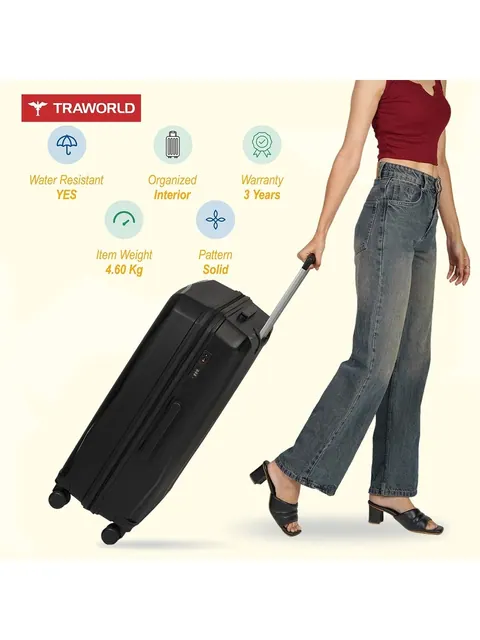 TRAWORLD
Water Resistant
YES
Organized
Interior
Warranty
3 Years
Item Weight
4.60 Kg
Pattern
Solid